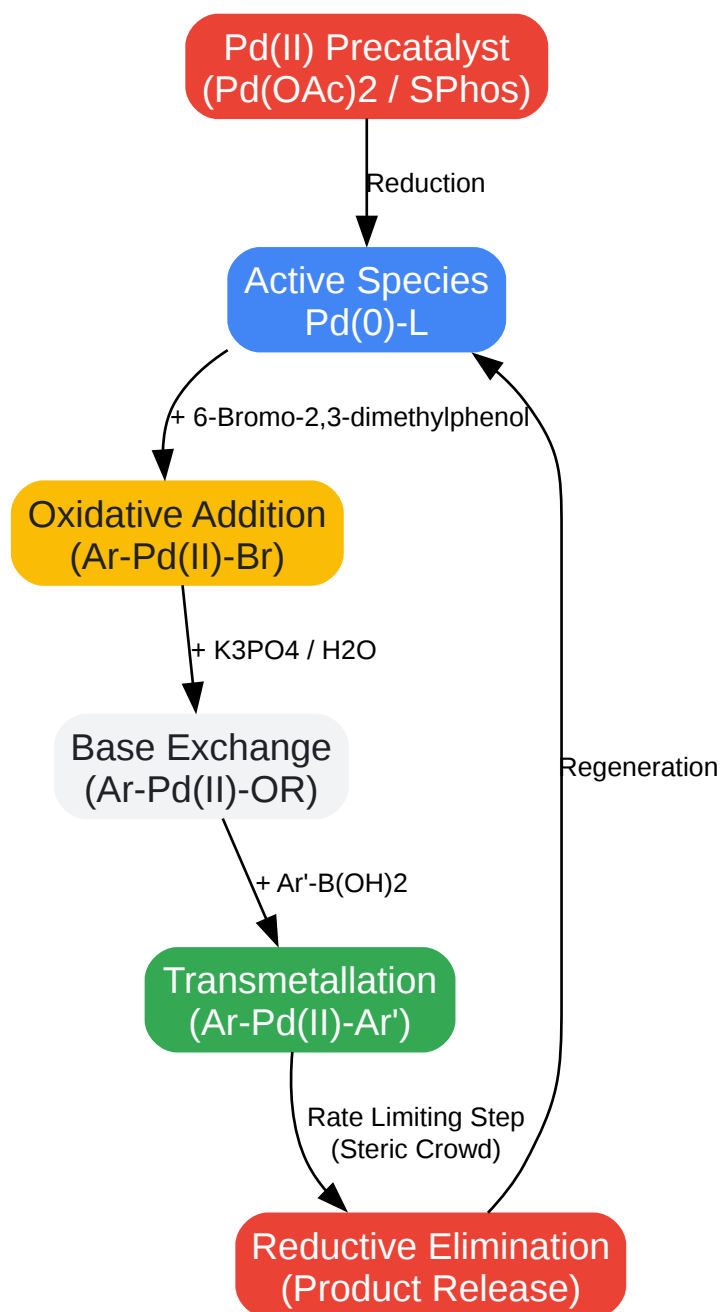 Pd(II) Precatalyst
(Pd(OAc)2 / SPhos)
Reduction
Active Species
Pd(0)-L
+ 6-Bromo-2,3-dimethylphenol
Oxidative Addition
(Ar-Pd(II)-Br)
+ K3PO4 / H2O
Base Exchange
(Ar-Pd(II)-OR)
Regeneration
+ Ar'-B(OH)2
Transmetallation
(Ar-Pd(II)-Ar')
Rate Limiting Step
(Steric Crowd)
Reductive Elimination
(Product Release)